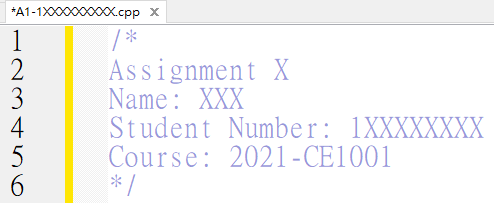 *A1-1XXXXXXXXX.cpp X
1 /*
2 Assignment X
3 Name: XXX
4 Student Number: 1XXXXXXXX
5 Course: 2021-CE1001
6 */